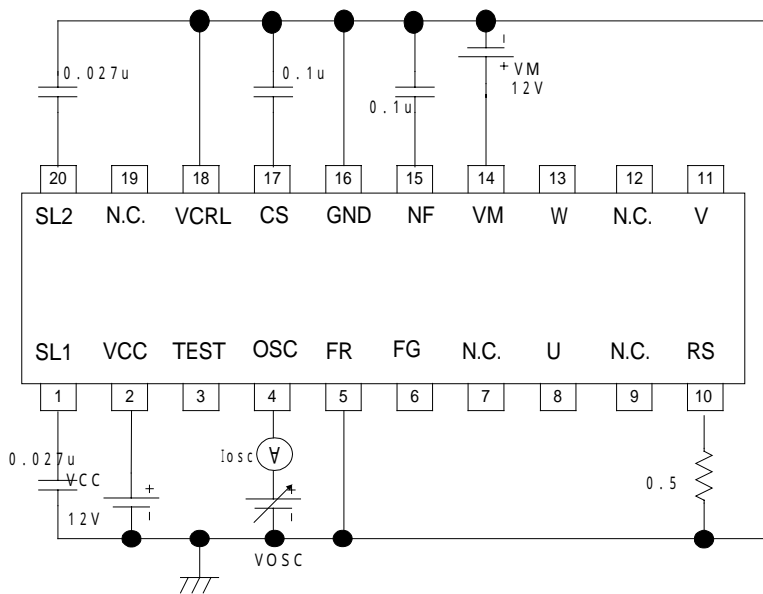 0.027u
0.1u
0.1u
VM
12V
20 19 18 17 16 15 14 13 12 11
SL2 N.C. VCRL CS GND NF VM W N.C. V
SL1 VCC TEST OSC FR FG N.C. U N.C. RS
1 2 3 4 5 6 7 8 9 10
0.027u
VCC
12V
Iosc
A
VOSC
0.5